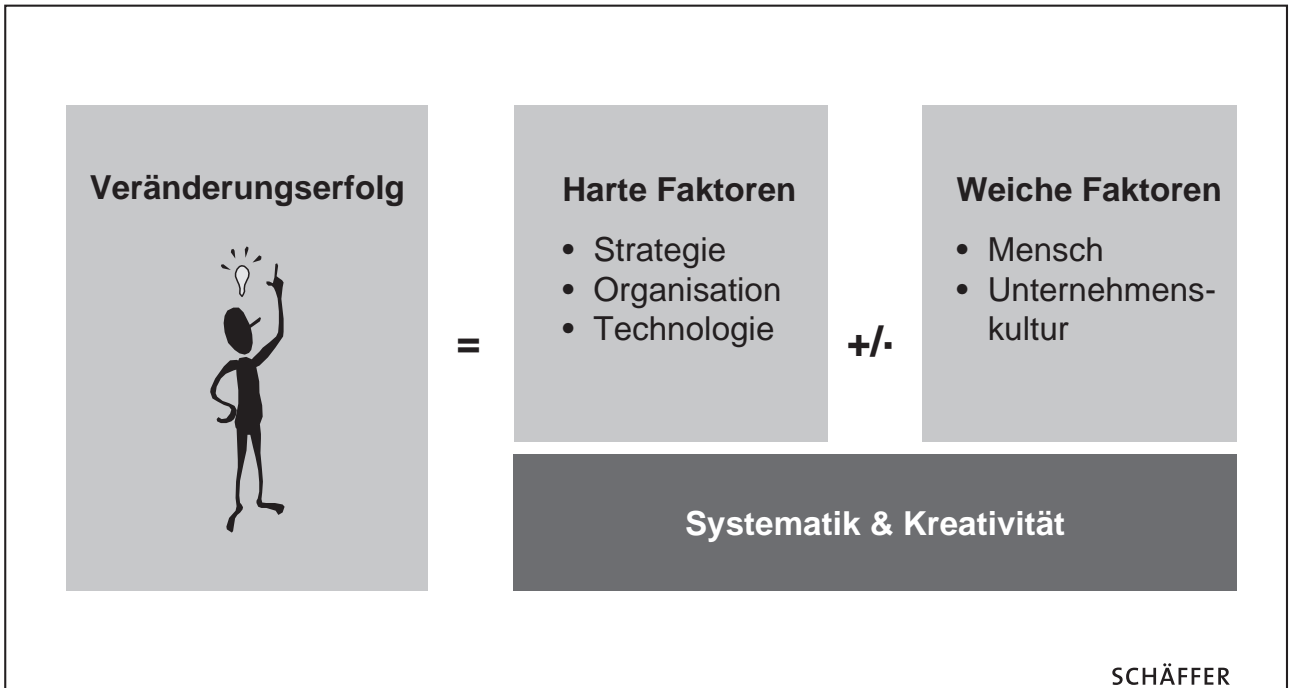 Veränderungserfolg
=
Harte Faktoren
• Strategie
• Organisation
• Technologie
+/·
Weiche Faktoren
• Mensch
• Unternehmens-
kultur
Systematik & Kreativität
SCHÄFFER